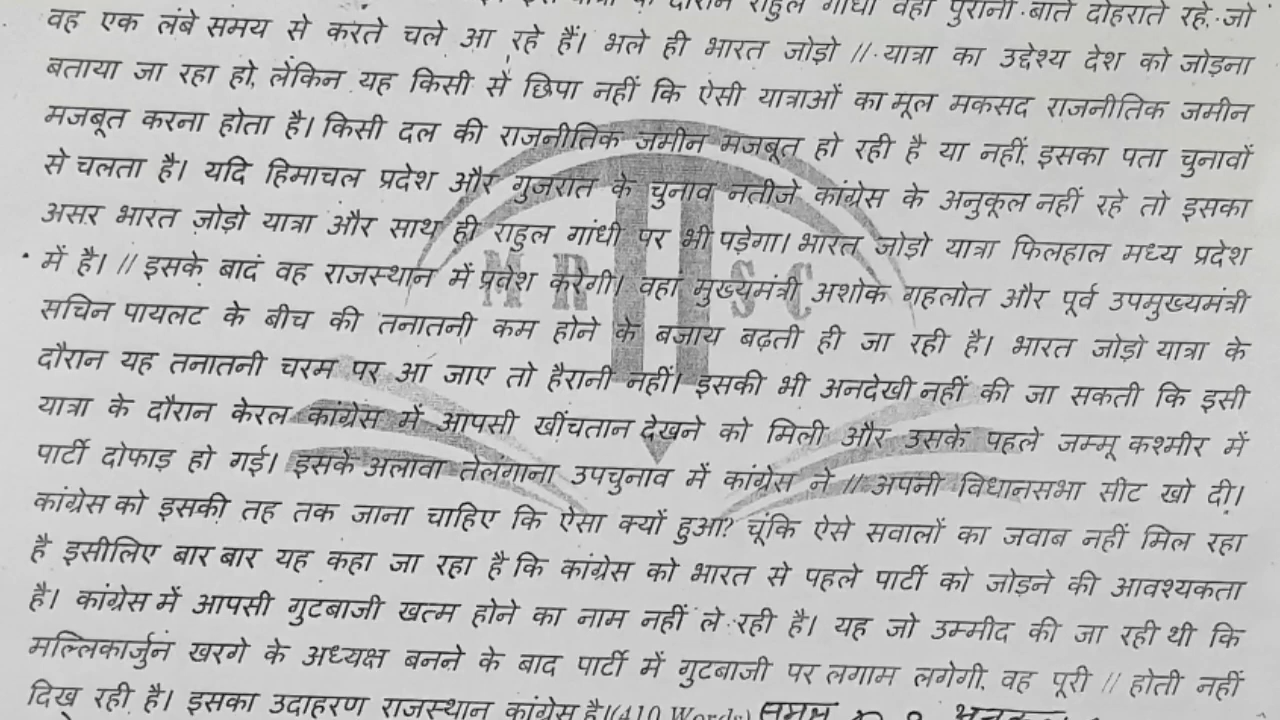 दौरान राहुल गांधी वही पुरानी बातें दोहराते रहे, जो
वह एक लंबे समय से करते चले आ रहे हैं। भले ही भारत जोड़ो // यात्रा का उद्देश्य देश को जोड़ना
बताया जा रहा हो, लेकिन यह किसी से छिपा नहीं कि ऐसी यात्राओं का मूल मकसद राजनीतिक जमीन
मजबूत करना होता है। किसी दल की राजनीतिक जमीन मजबूत हो रही है या नहीं, इसका पता चुनावों
से चलता है। यदि हिमाचल प्रदेश और गुजरात के चुनाव नतीजे कांग्रेस के अनुकूल नहीं रहे तो इसका
असर भारत जोड़ो यात्रा और साथ ही राहुल गांधी पर भी पड़ेगा। भारत जोड़ो यात्रा फिलहाल मध्य प्रदेश
में है। // इसके बाद वह राजस्थान में प्रवेश करेगी। वहां मुख्यमंत्री अशोक गहलोत और पूर्व उपमुख्यमंत्री
सचिन पायलट के बीच की तनातनी कम होने के बजाय बढ़ती ही जा रही है। भारत जोड़ो यात्रा के
दौरान यह तनातनी चरम पर आ जाए तो हैरानी नहीं। इसकी भी अनदेखी नहीं की जा सकती कि इसी
यात्रा के दौरान केरल कांग्रेस में आपसी खींचतान देखने को मिली और उसके पहले जम्मू कश्मीर में
पार्टी दोफाड़ हो गई। इसके अलावा तेलंगाना उपचुनाव में कांग्रेस ने // अपनी विधानसभा सीट खो दी।
कांग्रेस को इसकी तह तक जाना चाहिए कि ऐसा क्यों हुआ? चूंकि ऐसे सवालों का जवाब नहीं मिल रहा
है इसीलिए बार बार यह कहा जा रहा है कि कांग्रेस को भारत से पहले पार्टी को जोड़ने की आवश्यकता
है। कांग्रेस में आपसी गुटबाजी खत्म होने का नाम नहीं ले रही है। यह जो उम्मीद की जा रही थी कि
मल्लिकार्जुन खरगे के अध्यक्ष बनने के बाद पार्टी में गुटबाजी पर लगाम लगेगी, वह पूरी // होती नहीं
दिख रही है। इसका उदाहरण राजस्थान कांग्रेस है।(410 Words)
MRHSC